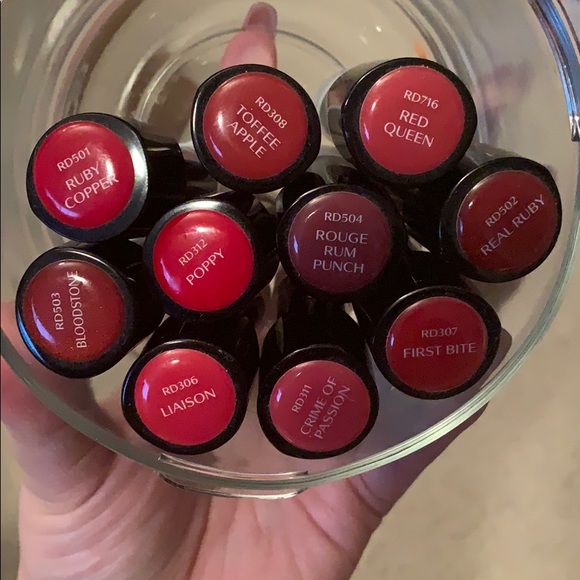 RD308
TOFFEE
APPLE
RD716
RED
QUEEN
RD501
RUBY
COPPER
RD312
POPPY
RD504
ROUGE
RUM
PUNCH
RD502
REAL RUBY
RD503
BLOODSTONE
RD306
LIAISON
RD311
CRIME OF
PASSION
RD307
FIRST BITE